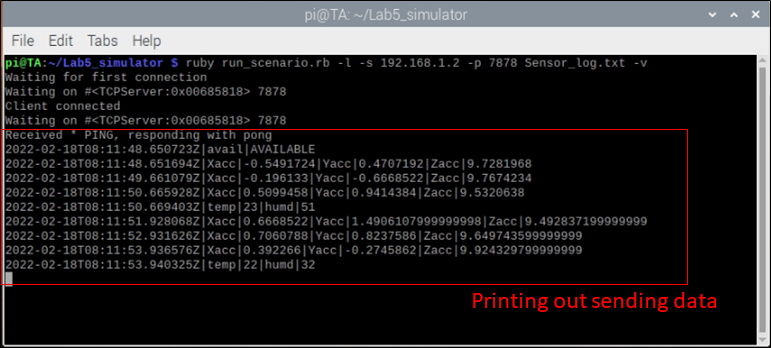 pi@TA: ~/Lab5_simulator
File Edit Tabs Help
pi@TA:~/Lab5_simulator $ ruby run_scenario.rb -l -s 192.168.1.2 -p 7878 Sensor_log.txt -v
Waiting for first connection
Waiting on #<TCPServer:0x00685818> 7878
Client connected
Waiting on #<TCPServer:0x00685818> 7878
Received * PING, responding with pong
2022-02-18T08:11:48.650723Z|avail|AVAILABLE
2022-02-18T08:11:48.651694Z|Xacc|-0.5491724|Yacc|0.4707192|Zacc|9.7281968
2022-02-18T08:11:49.661079Z|Xacc|-0.196133|Yacc|-0.6668522|Zacc|9.7674234
2022-02-18T08:11:50.665928Z|Xacc|0.5099458|Yacc|0.9414384|Zacc|9.5320638
2022-02-18T08:11:50.669403Z|temp|23|humd|51
2022-02-18T08:11:51.928068Z|Xacc|0.6668522|Yacc|1.4906107999999998|Zacc|9.492837199999999
2022-02-18T08:11:52.931626Z|Xacc|0.7060788|Yacc|0.8237586|Zacc|9.649743599999999
2022-02-18T08:11:53.936576Z|Xacc|0.392266|Yacc|-0.2745862|Zacc|9.924329799999999
2022-02-18T08:11:53.940325Z|temp|22|humd|32
Printing out sending data